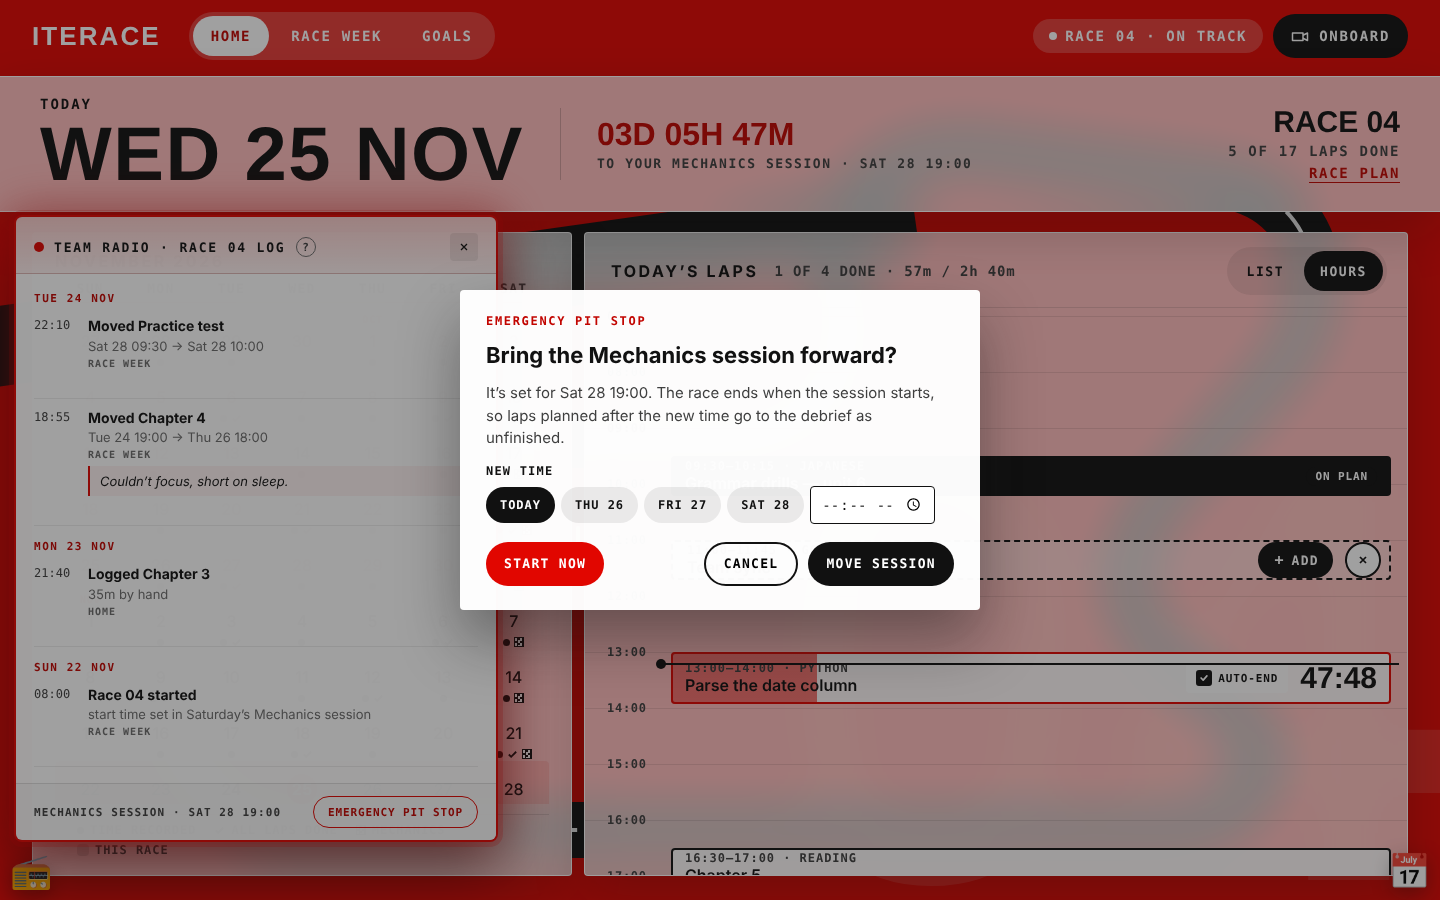 ITERACE
HOME
RACE WEEK
GOALS
RACE 04 · ON TRACK
ONBOARD
TODAY
WED 25 NOV
03D 05H 47M
TO YOUR MECHANICS SESSION · SAT 28 19:00
RACE 04
5 OF 17 LAPS DONE
RACE PLAN
TEAM RADIO · RACE 04 LOG
?
×
TUE 24 NOV
22:10
Moved Practice test
Sat 28 09:30 → Sat 28 10:00
RACE WEEK
18:55
Moved Chapter 4
Tue 24 19:00 → Thu 26 18:00
RACE WEEK
Couldn’t focus, short on sleep.
MON 23 NOV
21:40
Logged Chapter 3
35m by hand
HOME
SUN 22 NOV
08:00
Race 04 started
start time set in Saturday’s Mechanics session
RACE WEEK
MECHANICS SESSION · SAT 28 19:00
EMERGENCY PIT STOP
SAT
7
14
21
28
THIS RACE
TODAY’S LAPS
1 OF 4 DONE · 57m / 2h 40m
LIST
HOURS
EMERGENCY PIT STOP
Bring the Mechanics session forward?
It’s set for Sat 28 19:00. The race ends when the session starts,
so laps planned after the new time go to the debrief as
unfinished.
NEW TIME
TODAY
THU 26
FRI 27
SAT 28
--:-- --
START NOW
CANCEL
MOVE SESSION
ON PLAN
+ ADD
×
13:00
13:00–14:00 · PYTHON
Parse the date column
AUTO-END
47:48
14:00
15:00
16:00
16:30–17:00 · READING
Chapter 5
17:00
July
17